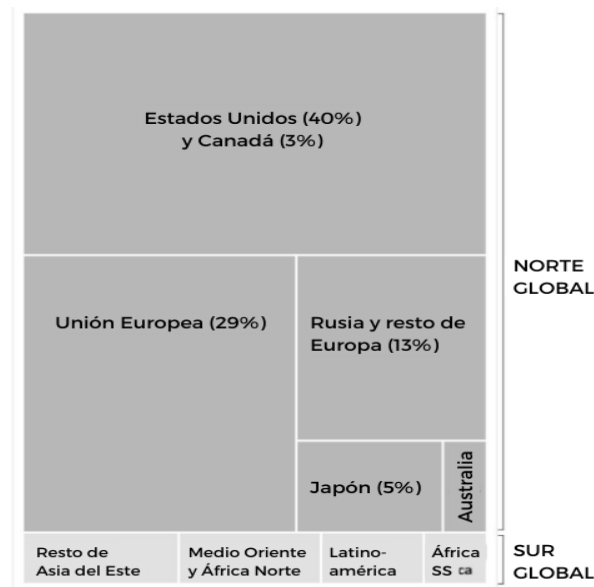 Estados Unidos (40%)
y Canadá (3%)
NORTE
GLOBAL
Unión Europea (29%)
Rusia y resto de
Europa (13%)
Japón (5%)
Australia
Resto de
Asia del Este
Medio Oriente
y África Norte
Latino-
américa
África
SS ca
SUR
GLOBAL